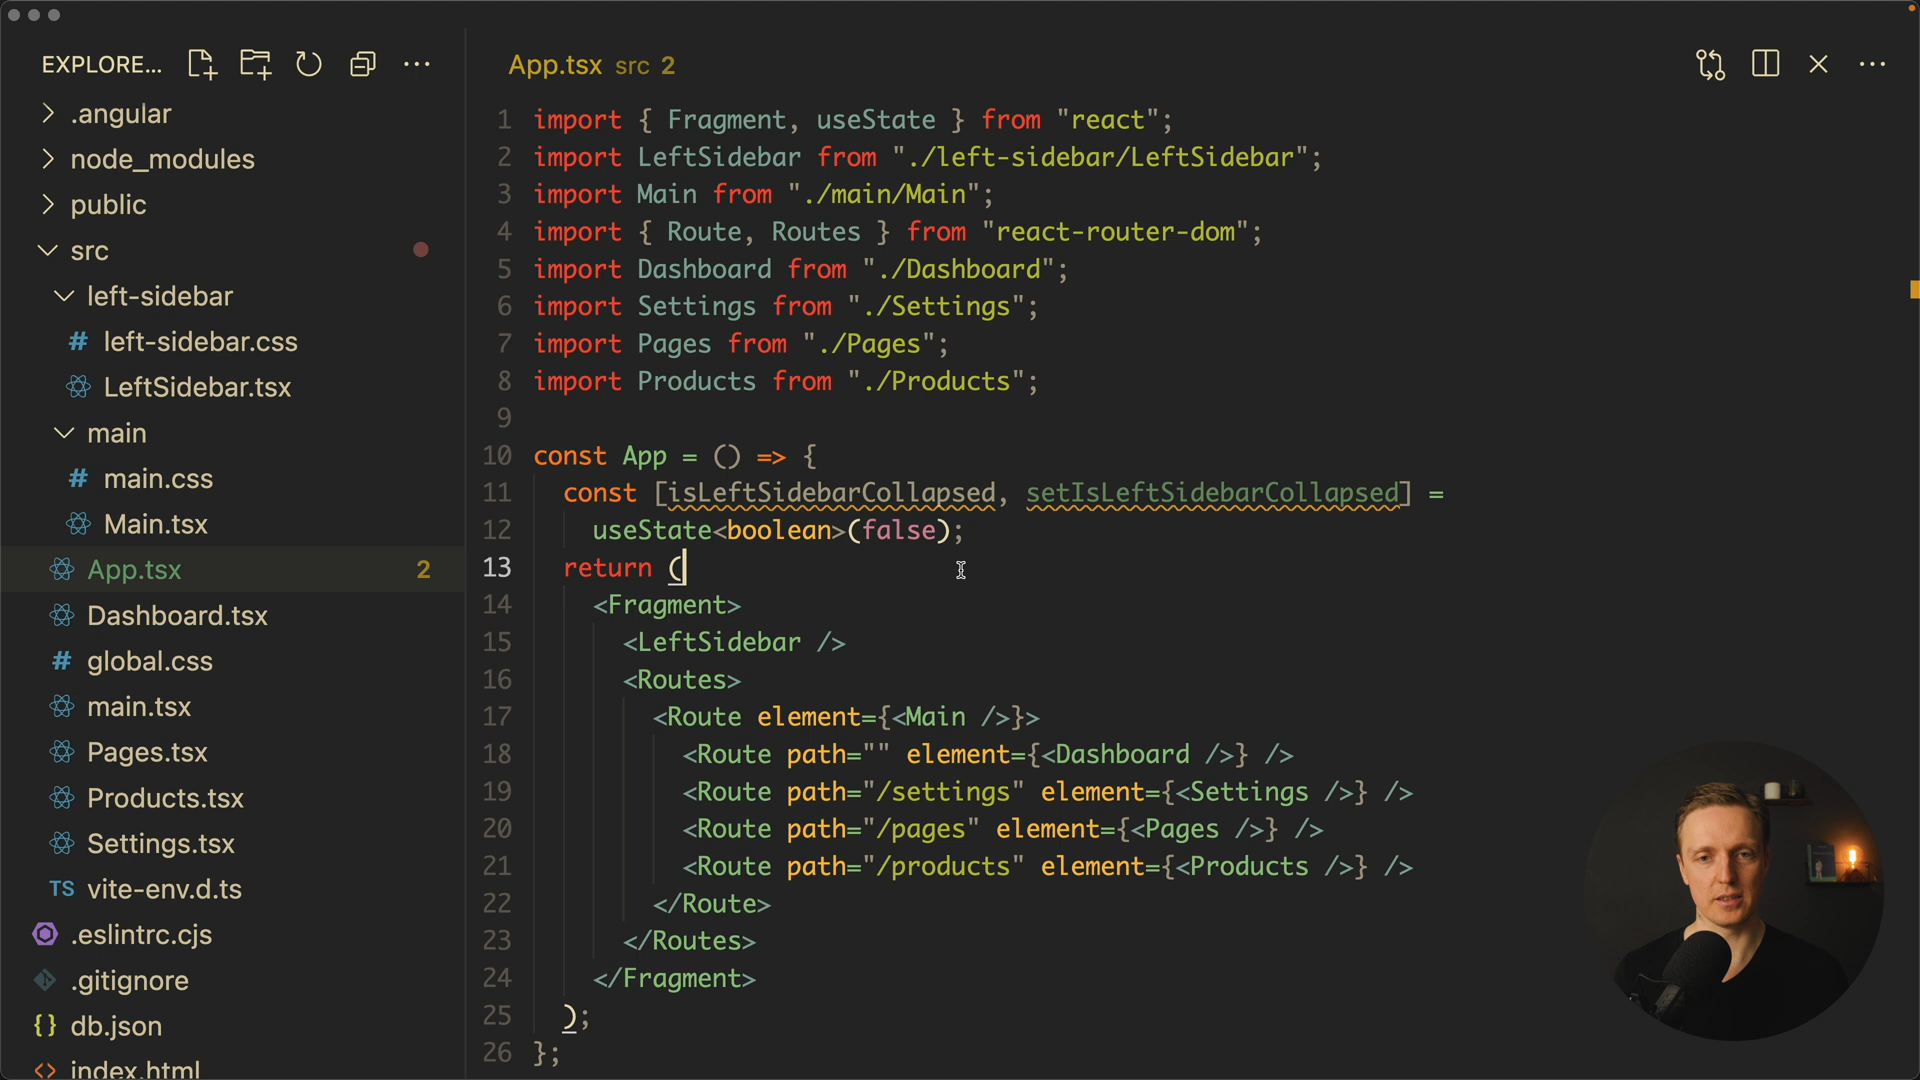 EXPLORE...
.angular
node_modules
public
src
left-sidebar
# left-sidebar.css
LeftSidebar.tsx
main
# main.css
Main.tsx
App.tsx 2
Dashboard.tsx
# global.css
main.tsx
Pages.tsx
Products.tsx
Settings.tsx
TS vite-env.d.ts
.eslintrc.cjs
.gitignore
{} db.json
<> index.html
App.tsx src 2
1 import { Fragment, useState } from "react";
2 import LeftSidebar from "./left-sidebar/LeftSidebar";
3 import Main from "./main/Main";
4 import { Route, Routes } from "react-router-dom";
5 import Dashboard from "./Dashboard";
6 import Settings from "./Settings";
7 import Pages from "./Pages";
8 import Products from "./Products";
9
10 const App = () => {
11 const [isLeftSidebarCollapsed, setIsLeftSidebarCollapsed] =
12 useState<boolean>(false);
13 return (
14 <Fragment>
15 <LeftSidebar />
16 <Routes>
17 <Route element={<Main />}>
18 <Route path="" element={<Dashboard />} />
19 <Route path="/settings" element={<Settings />} />
20 <Route path="/pages" element={<Pages />} />
21 <Route path="/products" element={<Products />} />
22 </Route>
23 </Routes>
24 </Fragment>
25 );
26 };